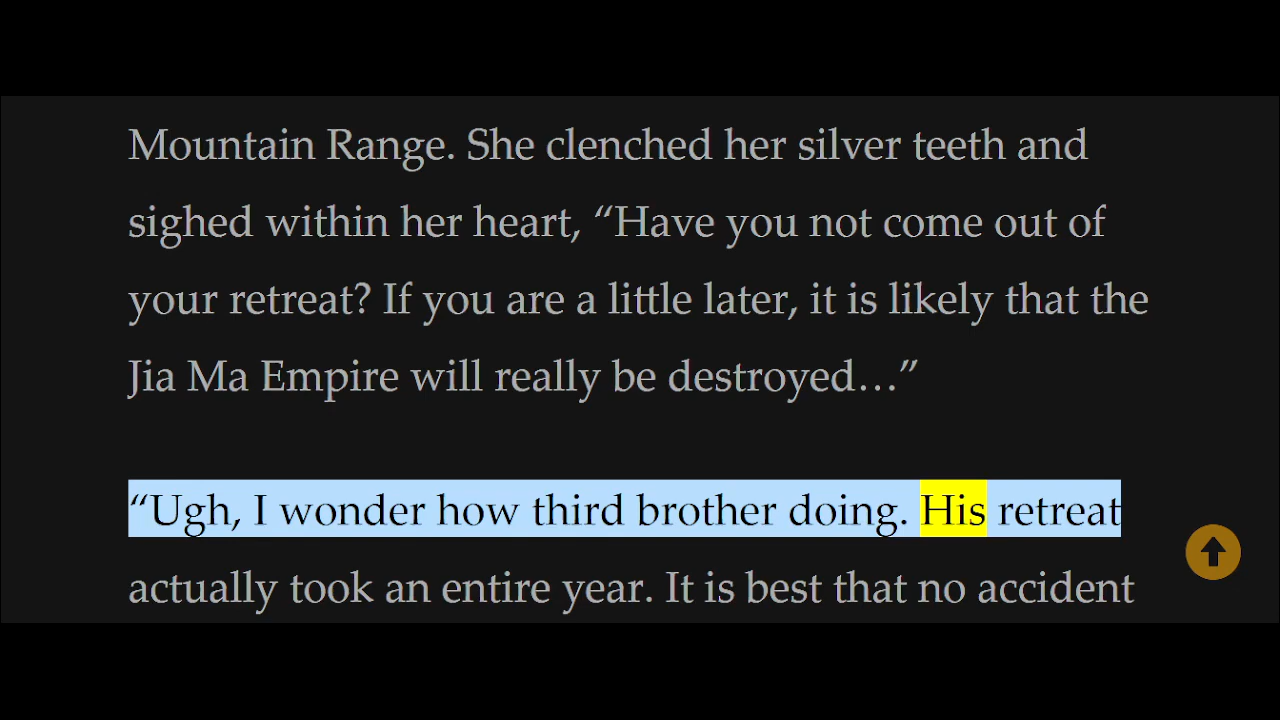 Mountain Range. She clenched her silver teeth and
sighed within her heart, “Have you not come out of
your retreat? If you are a little later, it is likely that the
Jia Ma Empire will really be destroyed…”
“Ugh, I wonder how third brother doing. His retreat
actually took an entire year. It is best that no accident